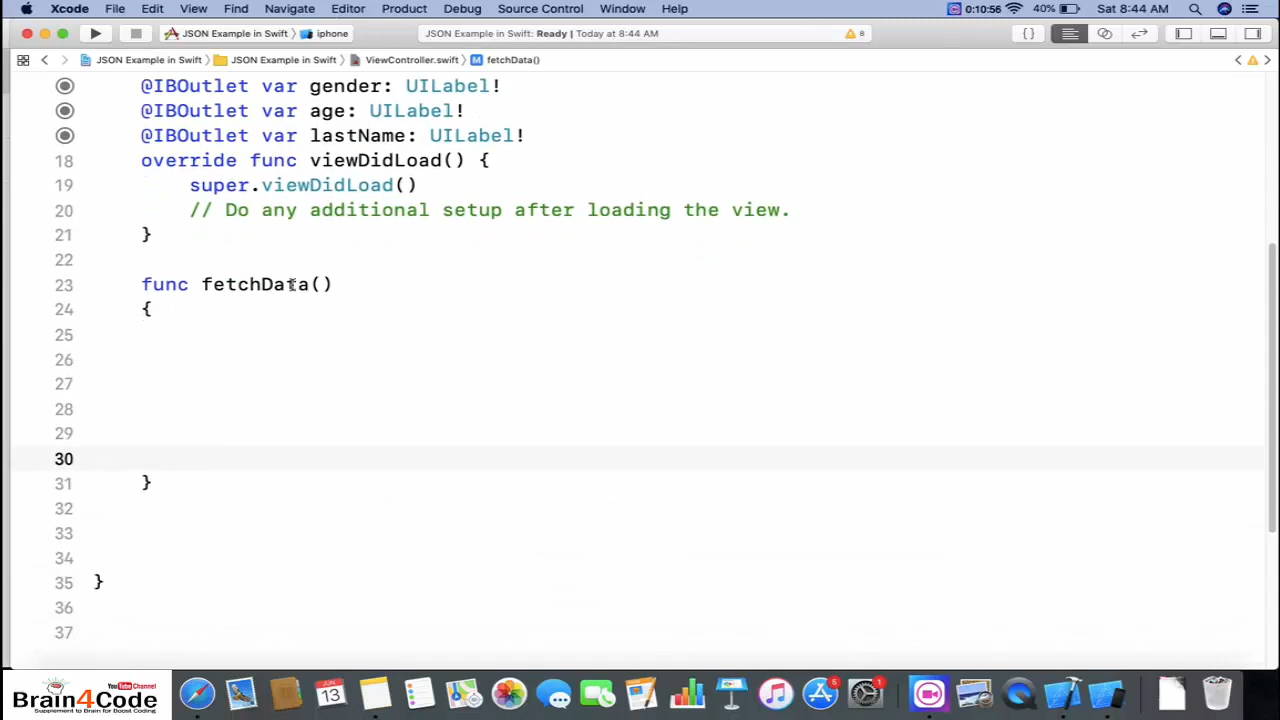 Xcode File Edit View Find Navigate Editor Product Debug Source Control Window Help 0:10:56 40% Sat 8:44 AM
JSON Example in Swift iphone JSON Example in Swift: Ready | Today at 8:44 AM 8 { }
JSON Example in Swift JSON Example in Swift ViewController.swift M fetchData()
@IBOutlet var gender: UILabel!
@IBOutlet var age: UILabel!
@IBOutlet var lastName: UILabel!
18 override func viewDidLoad() {
19 super.viewDidLoad()
20 // Do any additional setup after loading the view.
21 }
22
23 func fetchData()
24 {
25
26
27
28
29
30
31 }
32
33
34
35 }
36
37
YouTube Channel
Brain4Code
Supplement to Brain for Boost Coding
JUN
13
5
1